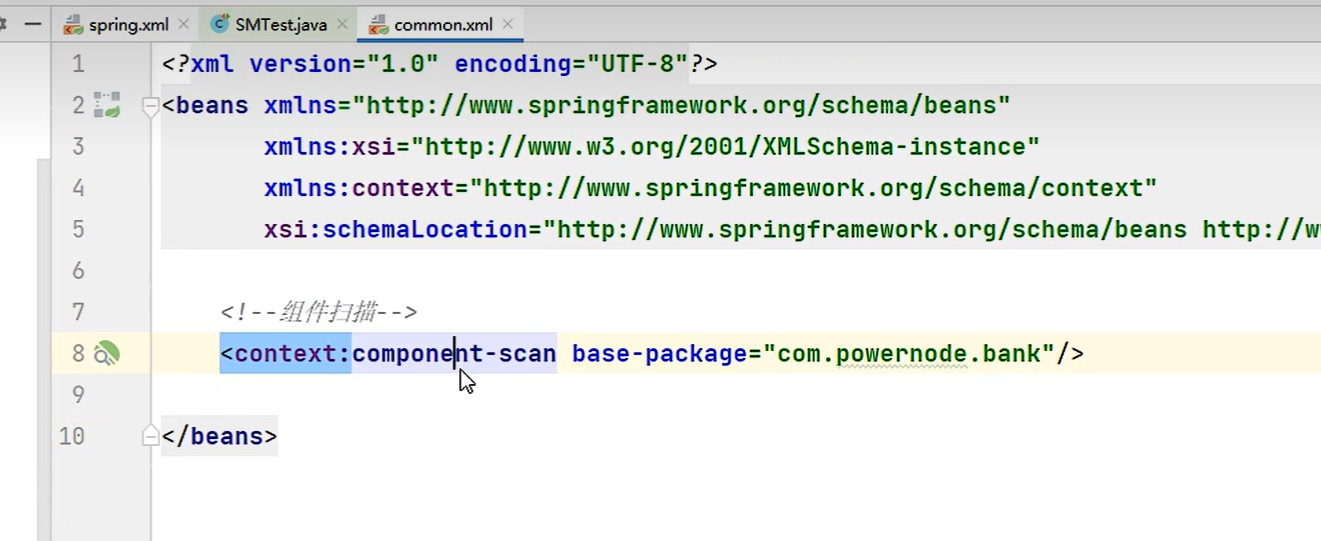 spring.xml SMTest.java common.xml
1 <?xml version="1.0" encoding="UTF-8"?>
2 <beans xmlns="http://www.springframework.org/schema/beans"
3 xmlns:xsi="http://www.w3.org/2001/XMLSchema-instance"
4 xmlns:context="http://www.springframework.org/schema/context"
5 xsi:schemaLocation="http://www.springframework.org/schema/beans http://w
6
7 <!--组件扫描-->
8 <context:component-scan base-package="com.powernode.bank"/>
9
10 </beans>